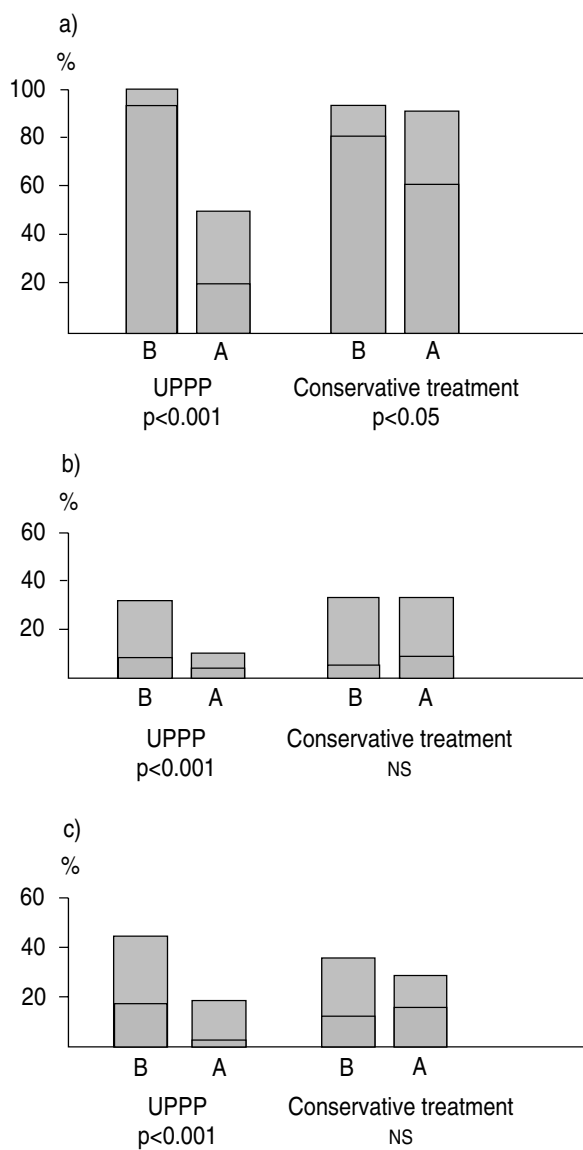 a)
%
100
80
60
40
20
B A B A
UPPP Conservative treatment
p<0.001 p<0.05
b)
%
60
40
20
B A B A
UPPP Conservative treatment
p<0.001 NS
c)
%
60
40
20
B A B A
UPPP Conservative treatment
p<0.001 NS